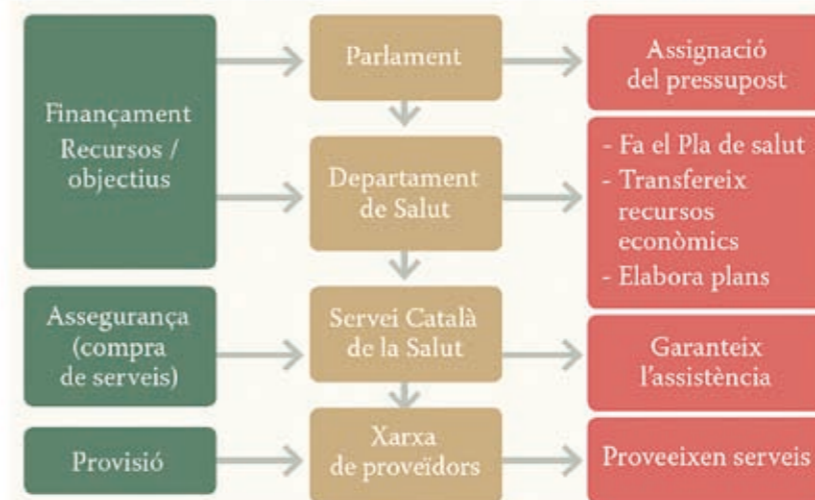 Finançament
Recursos /
objectius
Parlament
Assignació
del pressupost
Departament
de Salut
- Fa el Pla de salut
- Transfereix
recursos
econòmics
- Elabora plans
Assegurança
(compra
de serveis)
Servei Català
de la Salut
Garanteix
l'assistència
Provisió
Xarxa
de proveïdors
Proveeixen serveis